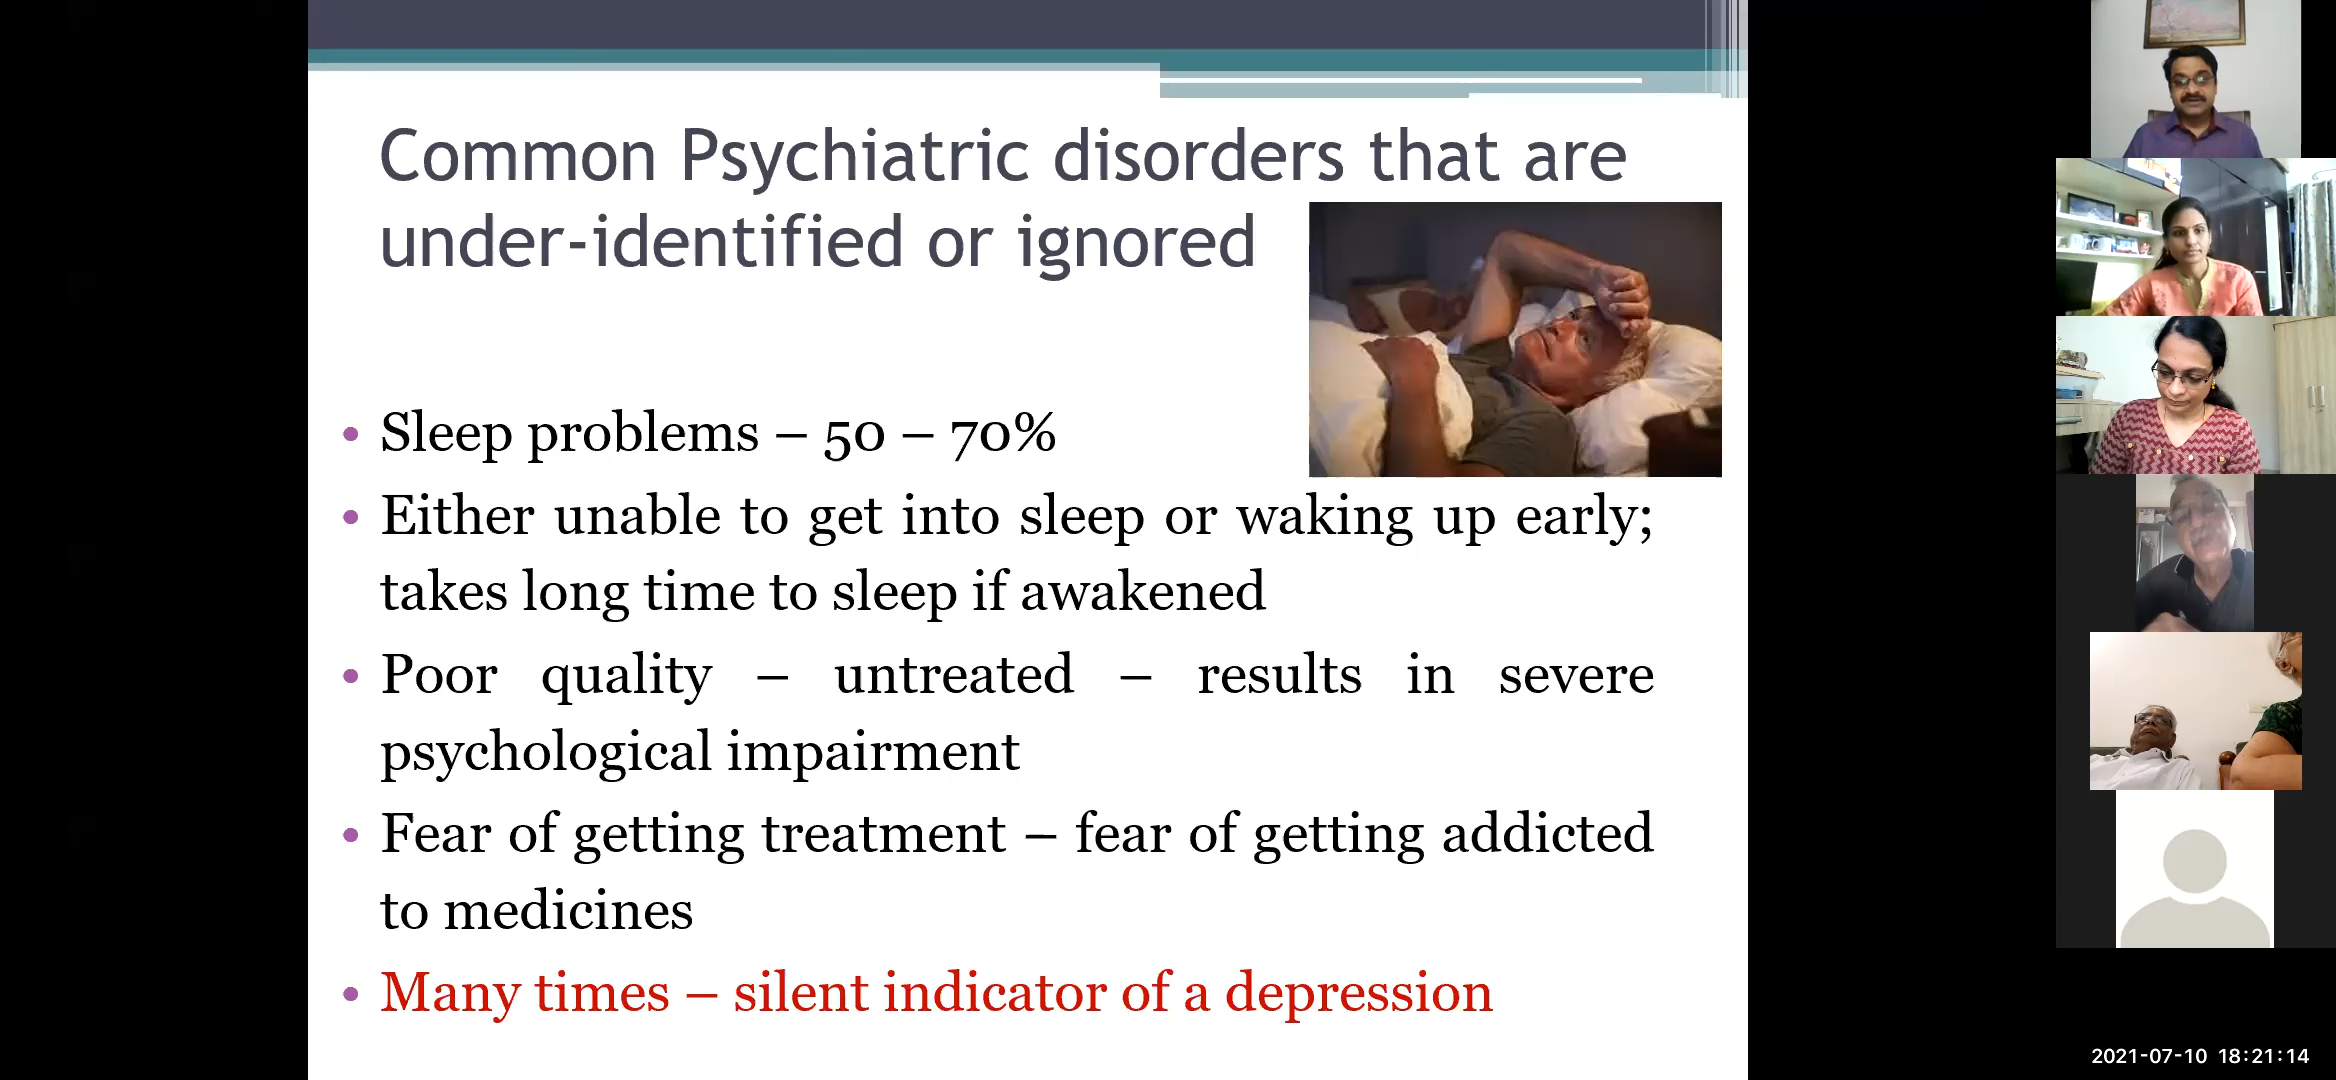 Common Psychiatric disorders that are
under-identified or ignored
• Sleep problems – 50 – 70%
• Either unable to get into sleep or waking up early;
takes long time to sleep if awakened
• Poor quality – untreated – results in severe
psychological impairment
• Fear of getting treatment – fear of getting addicted
to medicines
• Many times – silent indicator of a depression
2021-07-10 18:21:14